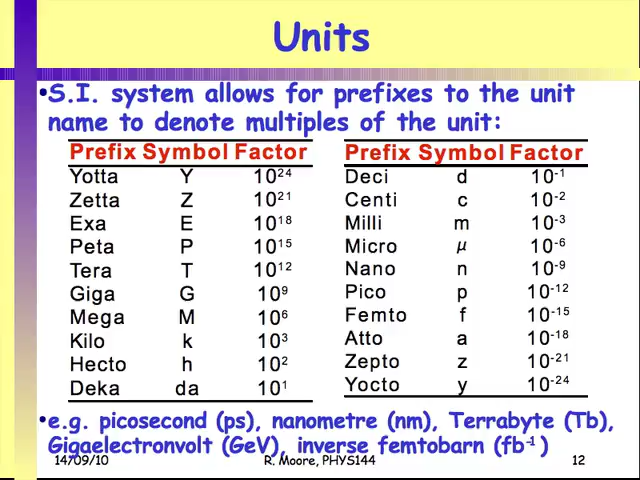 Units
•S.I. system allows for prefixes to the unit
name to denote multiples of the unit:
Prefix Symbol Factor
Yotta Y 10²⁴
Zetta Z 10²¹
Exa E 10¹⁸
Peta P 10¹⁵
Tera T 10¹²
Giga G 10⁹
Mega M 10⁶
Kilo k 10³
Hecto h 10²
Deka da 10¹
Prefix Symbol Factor
Deci d 10⁻¹
Centi c 10⁻²
Milli m 10⁻³
Micro μ 10⁻⁶
Nano n 10⁻⁹
Pico p 10⁻¹²
Femto f 10⁻¹⁵
Atto a 10⁻¹⁸
Zepto z 10⁻²¹
Yocto y 10⁻²⁴
•e.g. picosecond (ps), nanometre (nm), Terrabyte (Tb),
Gigaelectronvolt (GeV), inverse femtobarn (fb⁻¹)
14/09/10 R. Moore, PHYS144 12